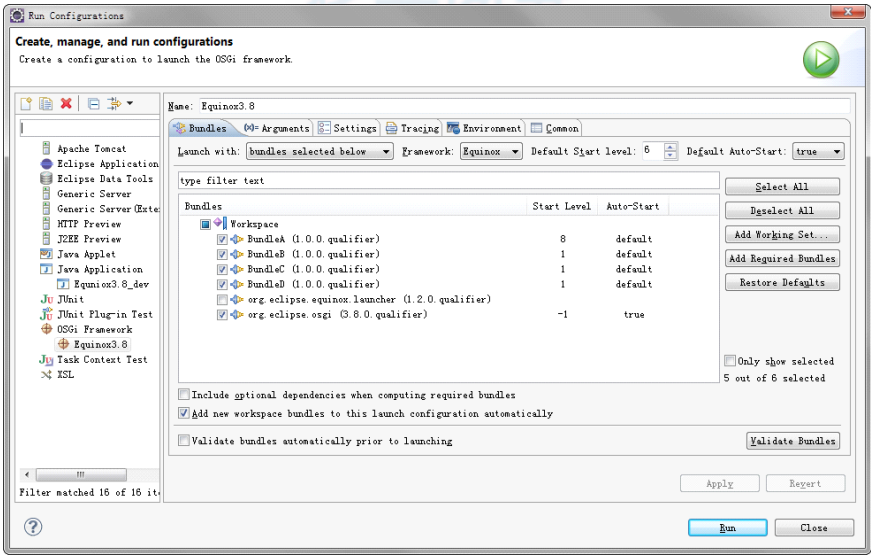 Run Configurations
Create, manage, and run configurations
Create a configuration to launch the OSGi framework.
Name: Equinox3.8
Bundles (x)= Arguments Settings Tracing Environment Common
Launch with: bundles selected below Framework: Equinox Default Start level: 6 Default Auto-Start: true
type filter text
Bundles Start Level Auto-Start
Workspace
BundleA (1.0.0.qualifier) 8 default
BundleB (1.0.0.qualifier) 1 default
BundleC (1.0.0.qualifier) 1 default
BundleD (1.0.0.qualifier) 1 default
org.eclipse.equinox.launcher (1.2.0.qualifier)
org.eclipse.osgi (3.8.0.qualifier) -1 true
Select All
Deselect All
Add Working Set...
Add Required Bundles
Restore Defaults
Only show selected
5 out of 6 selected
Apache Tomcat
Eclipse Application
Eclipse Data Tools
Generic Server
Generic Server(Exte:
HTTP Preview
J2EE Preview
Java Applet
Java Application
Equniox3.8_dev
JUnit
JUnit Plug-in Test
OSGi Framework
Equinox3.8
Task Context Test
XSL
Filter matched 16 of 16 it
Include optional dependencies when computing required bundles
Add new workspace bundles to this launch configuration automatically
Validate bundles automatically prior to launching
Validate Bundles
Apply Revert
Run Close